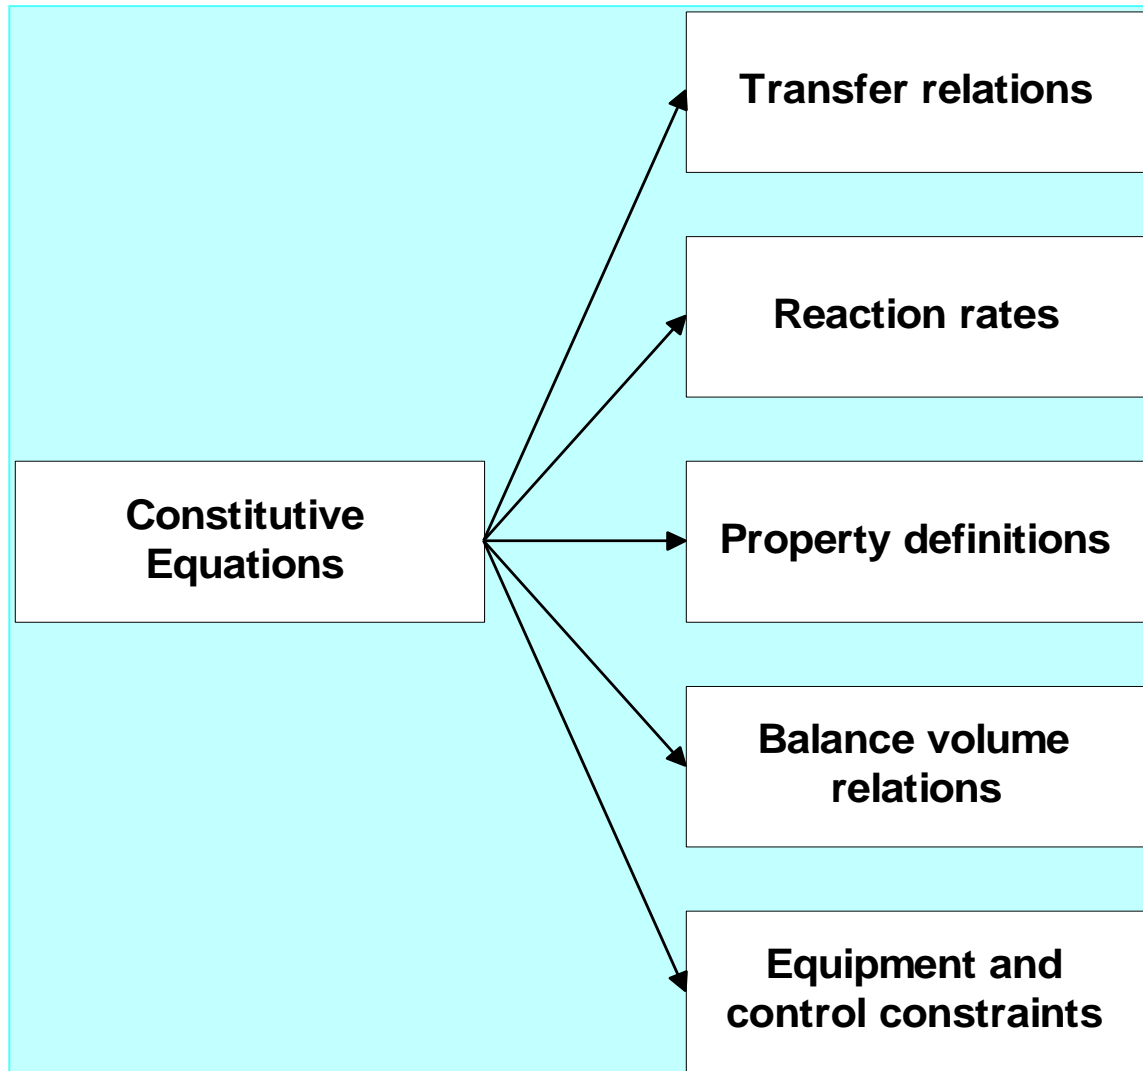 Transfer relations
Reaction rates
Constitutive
Equations
Property definitions
Balance volume
relations
Equipment and
control constraints